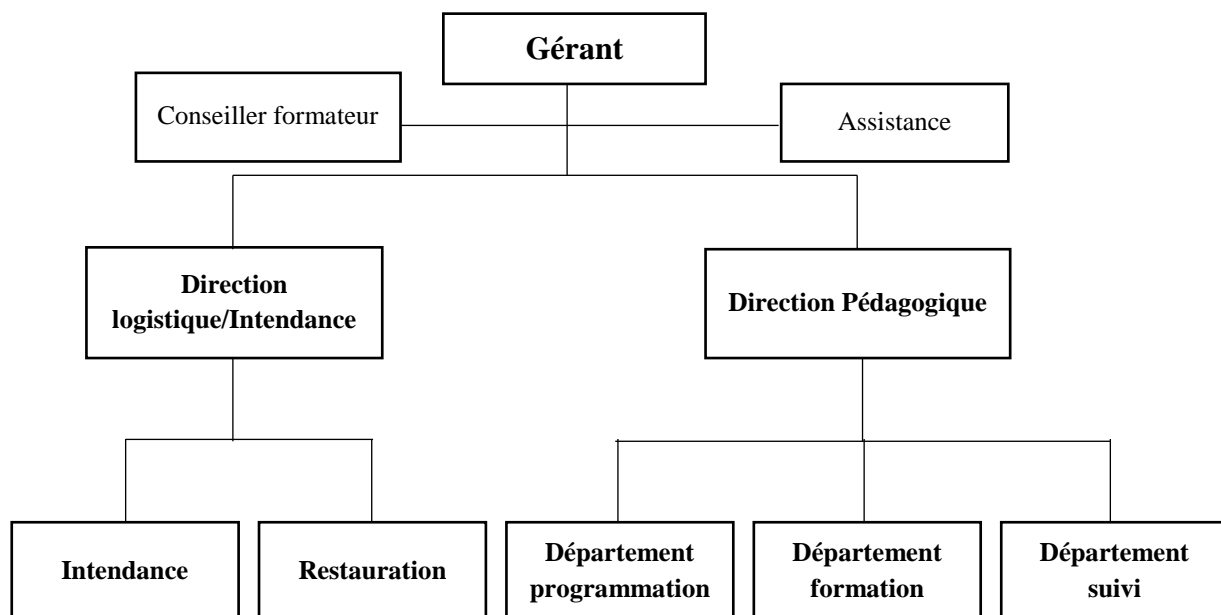 Gérant
Conseiller formateur
Assistance
Direction
logistique/Intendance
Direction Pédagogique
Intendance
Restauration
Département
programmation
Département
formation
Département
suivi